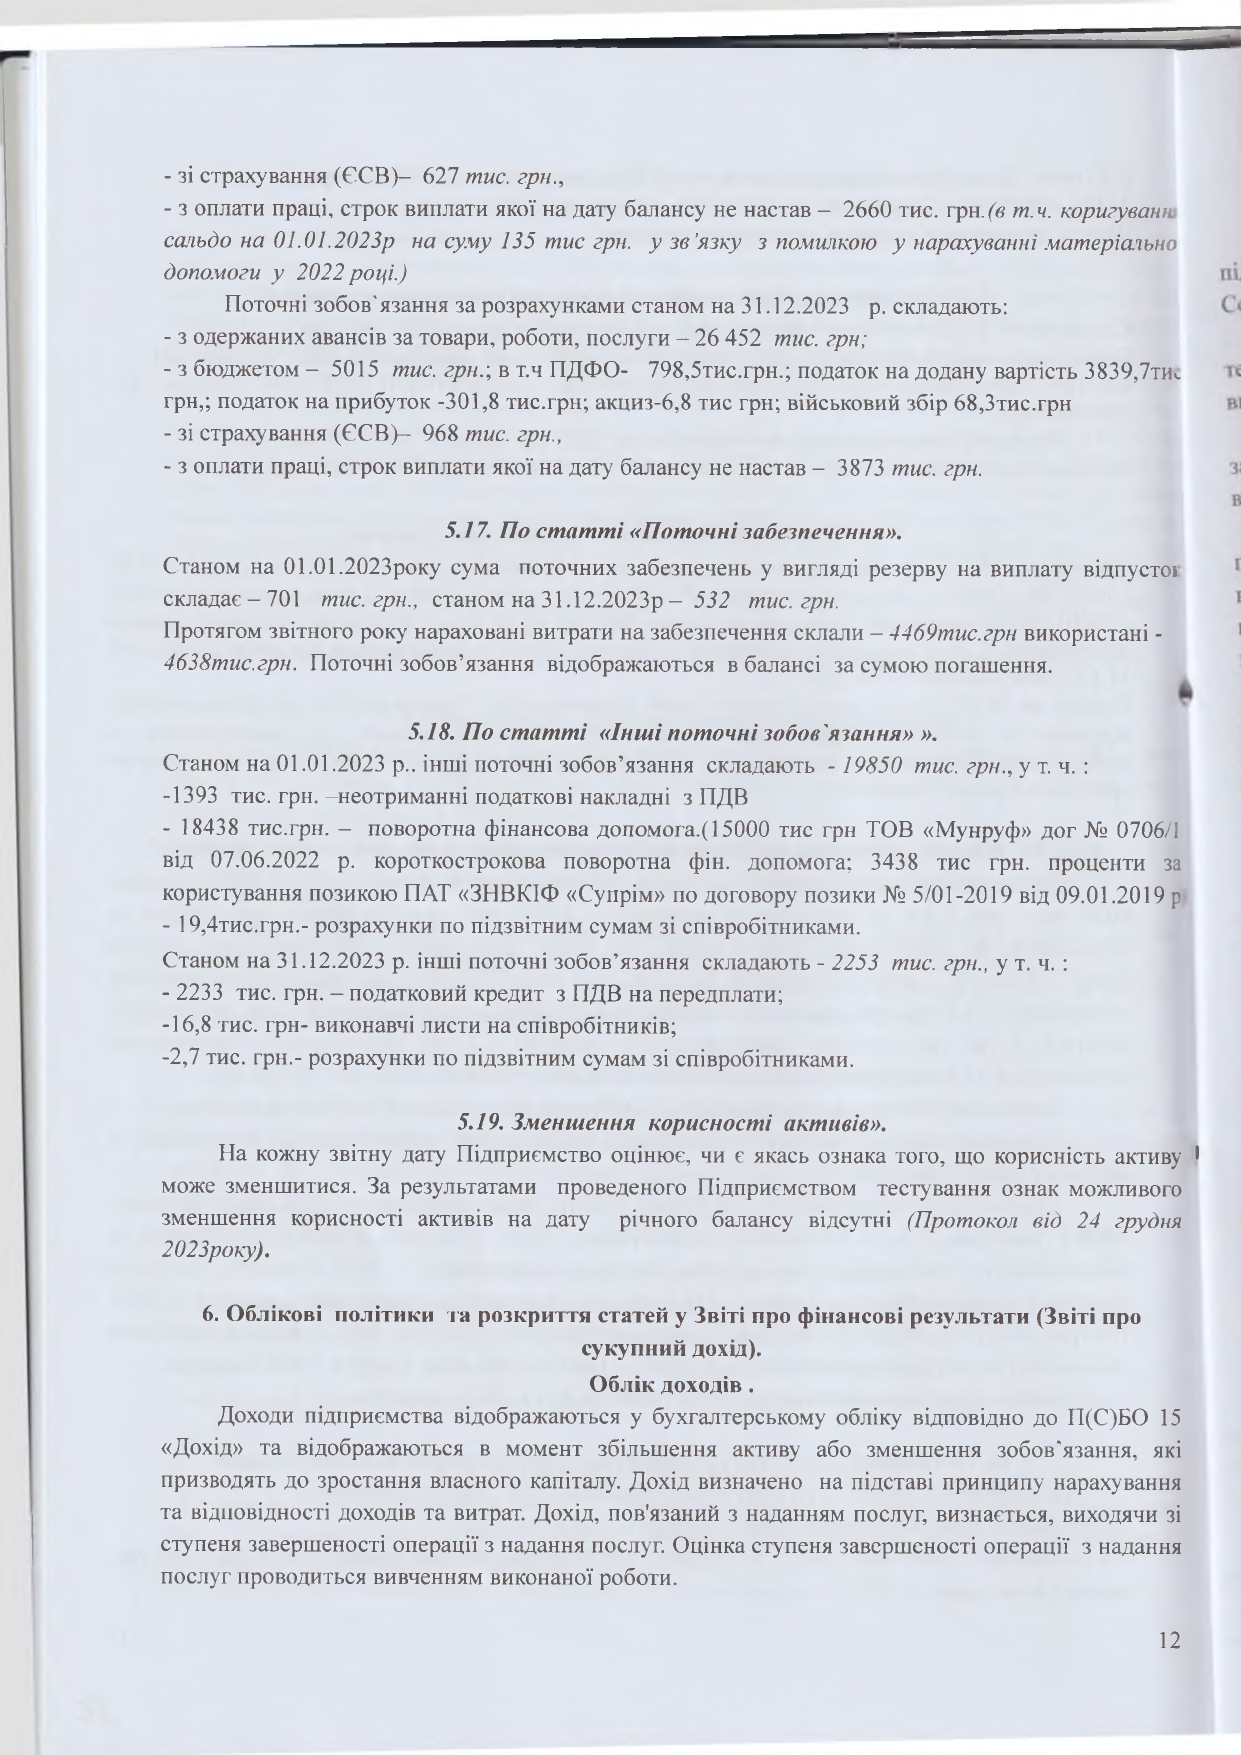 - зі страхування (ЄСВ)– 627 тис. грн.,
- з оплати праці, строк виплати якої на дату балансу не настав – 2660 тис. грн.(в т.ч. коригуванн
сальдо на 01.01.2023р на суму 135 тис грн. у зв’язку з помилкою у нарахуванні матеріально
допомоги у 2022 році.)
Поточні зобов`язання за розрахунками станом на 31.12.2023 р. складають:
- з одержаних авансів за товари, роботи, послуги – 26 452 тис. грн;
- з бюджетом – 5015 тис. грн.; в т.ч ПДФО- 798,5тис.грн.; податок на додану вартість 3839,7тис
грн,; податок на прибуток -301,8 тис.грн; акциз-6,8 тис грн; військовий збір 68,3тис.грн
- зі страхування (ЄСВ)– 968 тис. грн.,
- з оплати праці, строк виплати якої на дату балансу не настав – 3873 тис. грн.
5.17. По статті «Поточні забезпечення».
Станом на 01.01.2023року сума поточних забезпечень у вигляді резерву на виплату відпусток
складає – 701 тис. грн., станом на 31.12.2023р – 532 тис. грн.
Протягом звітного року нараховані витрати на забезпечення склали – 4469тис.грн використані -
4638тис.грн. Поточні зобов’язання відображаються в балансі за сумою погашення.
5.18. По статті «Інші поточні зобов`язання» ».
Станом на 01.01.2023 р.. інші поточні зобов’язання складають - 19850 тис. грн., у т. ч. :
-1393 тис. грн. –неотриманні податкові накладні з ПДВ
- 18438 тис.грн. – поворотна фінансова допомога.(15000 тис грн ТОВ «Мунруф» дог № 0706/1
від 07.06.2022 р. короткострокова поворотна фін. допомога; 3438 тис грн. проценти за
користування позикою ПАТ «ЗНВКІФ «Супрім» по договору позики № 5/01-2019 від 09.01.2019 р
- 19,4тис.грн.- розрахунки по підзвітним сумам зі співробітниками.
Станом на 31.12.2023 р. інші поточні зобов’язання складають - 2253 тис. грн., у т. ч. :
- 2233 тис. грн. – податковий кредит з ПДВ на передплати;
-16,8 тис. грн- виконавчі листи на співробітників;
-2,7 тис. грн.- розрахунки по підзвітним сумам зі співробітниками.
5.19. Зменшення корисності активів».
На кожну звітну дату Підприємство оцінює, чи є якась ознака того, що корисність активу
може зменшитися. За результатами проведеного Підприємством тестування ознак можливого
зменшення корисності активів на дату річного балансу відсутні (Протокол від 24 грудня
2023року).
6. Облікові політики та розкриття статей у Звіті про фінансові результати (Звіті про
сукупний дохід).
Облік доходів .
Доходи підприємства відображаються у бухгалтерському обліку відповідно до П(С)БО 15
«Дохід» та відображаються в момент збільшення активу або зменшення зобов`язання, які
призводять до зростання власного капіталу. Дохід визначено на підставі принципу нарахування
та відповідності доходів та витрат. Дохід, пов'язаний з наданням послуг, визнається, виходячи зі
ступеня завершеності операції з надання послуг. Оцінка ступеня завершеності операції з надання
послуг проводиться вивченням виконаної роботи.
12